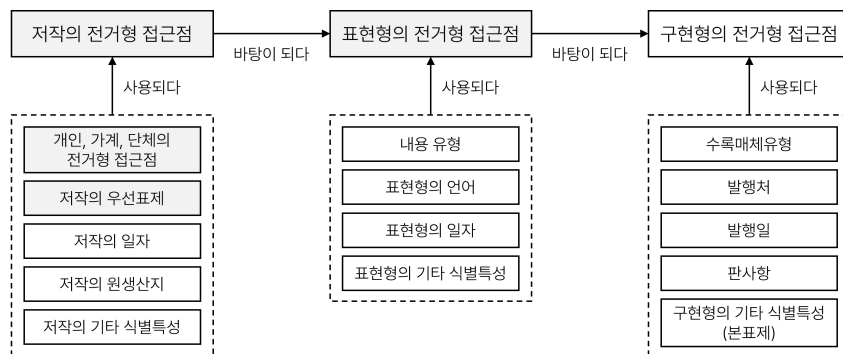 저작의 전거형 접근점
바탕이 되다
표현형의 전거형 접근점
바탕이 되다
구현형의 전거형 접근점
사용되다
사용되다
사용되다
개인, 가계, 단체의
전거형 접근점
저작의 우선표제
저작의 일자
저작의 원생산지
저작의 기타 식별특성
내용 유형
표현형의 언어
표현형의 일자
표현형의 기타 식별특성
수록매체유형
발행처
발행일
판사항
구현형의 기타 식별특성
(본표제)